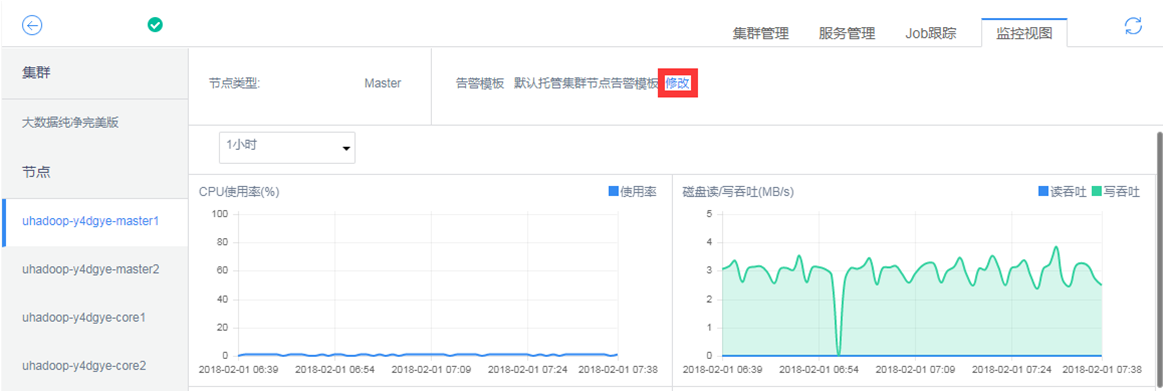 集群管理 服务管理 Job跟踪 监控视图
集群
大数据纯净完美版
节点
uhadoop-y4dgye-master1
uhadoop-y4dgye-master2
uhadoop-y4dgye-core1
uhadoop-y4dgye-core2
节点类型: Master 告警模板 默认托管集群节点告警模板 修改
1小时
CPU使用率(%) 使用率
100
80
60
40
20
0
2018-02-01 06:39 2018-02-01 06:54 2018-02-01 07:09 2018-02-01 07:24 2018-02-01 07:38
磁盘读/写吞吐(MB/s) 读吞吐 写吞吐
5
4
3
2
1
0
2018-02-01 06:39 2018-02-01 06:54 2018-02-01 07:09 2018-02-01 07:24 2018-02-01 07:38